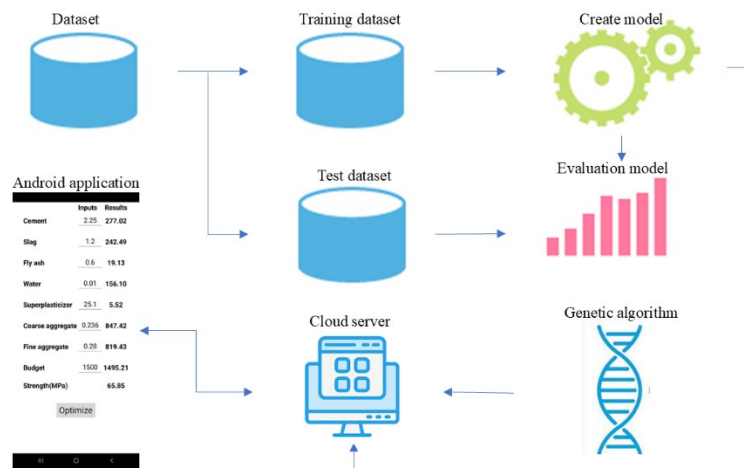 Dataset
Training dataset
Create model
Android application
Test dataset
Evaluation model
Inputs Results
Cement 2.25 277.02
Slag 1.2 242.49
Fly ash 0.6 19.13
Water 0.01 156.10
Superplasticizer 25.1 5.52
Coarse aggregate 0.236 847.42
Fine aggregate 0.28 819.43
Budget 1500 1495.21
Strength(MPa) 65.85
Optimize
Cloud server
Genetic algorithm